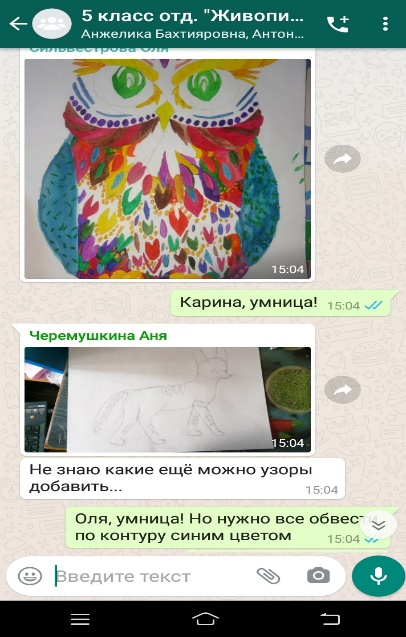 5 класс отд. "Живопи...
Анжелика Бахтияровна, Антон...
Сильвестрова Оля
15:04
Карина, умница! 15:04
Черемушкина Аня
15:04
Не знаю какие ещё можно узоры
добавить...
15:04
Оля, умница! Но нужно все обвести
по контуру синим цветом 15:04
Введите текст